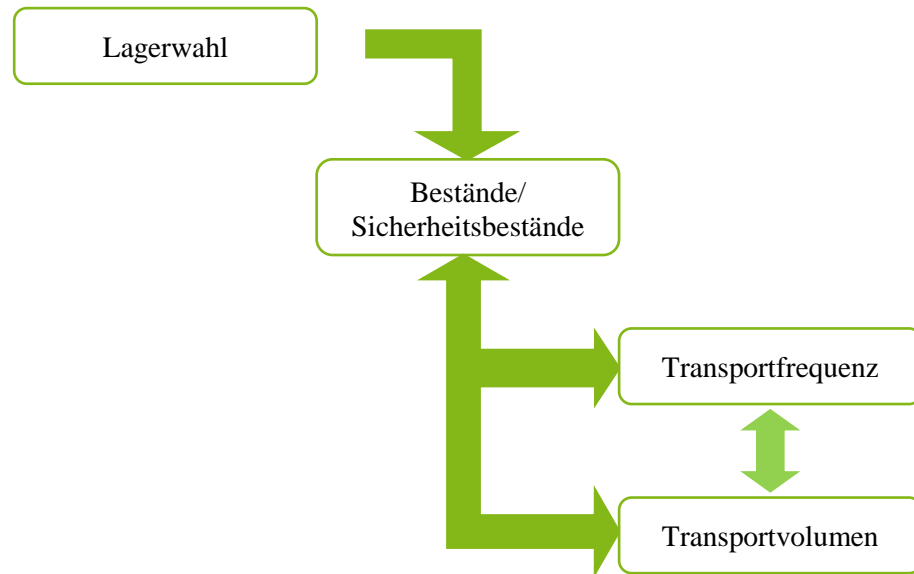 Lagerwahl
Bestände/
Sicherheitsbestände
Transportfrequenz
Transportvolumen